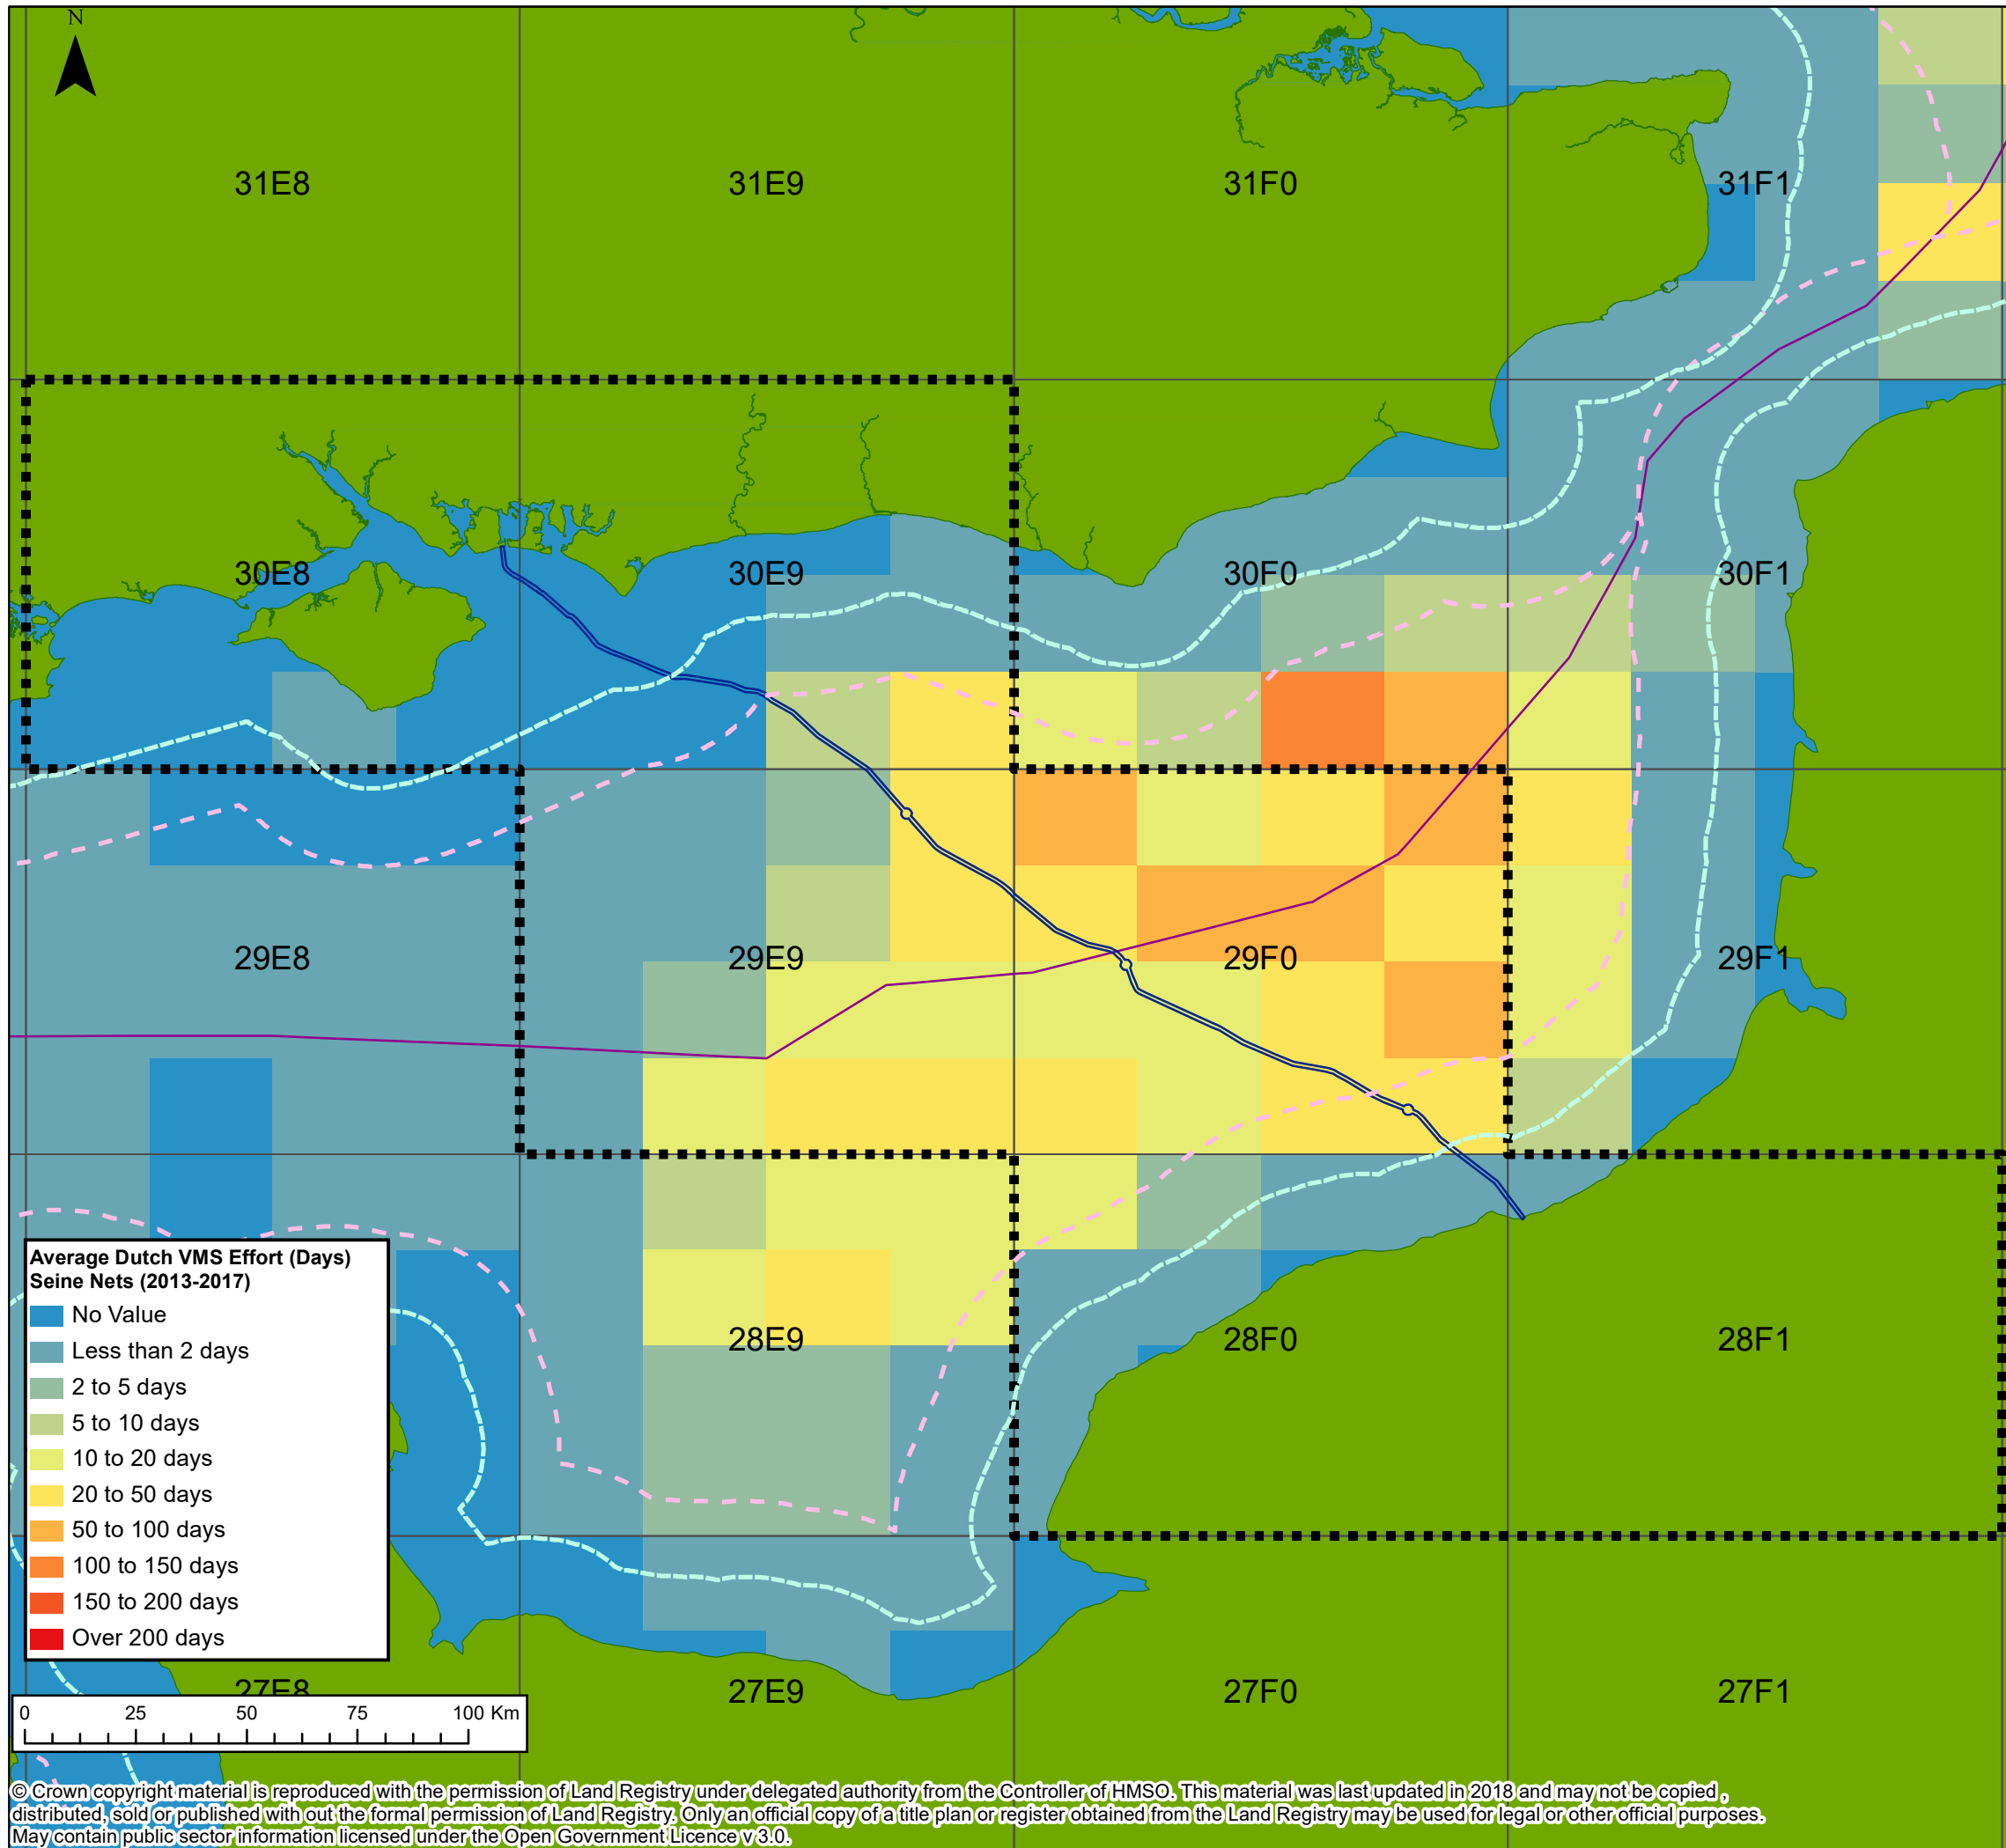 N
31E8
31E9
31F0
31F1
30E8
30E9
30F0
30F1
29E8
29E9
29F0
29F1
Average Dutch VMS Effort (Days)
Seine Nets (2013-2017)
No Value
Less than 2 days
2 to 5 days
5 to 10 days
10 to 20 days
20 to 50 days
50 to 100 days
100 to 150 days
150 to 200 days
Over 200 days
28E9
28F0
28F1
27E8
27E9
27F0
27F1
0 25 50 75 100 Km
© Crown copyright material is reproduced with the permission of Land Registry under delegated authority from the Controller of HMSO. This material was last updated in 2018 and may not be copied ,
distributed, sold or published with out the formal permission of Land Registry. Only an official copy of a title plan or register obtained from the Land Registry may be used for legal or other official purposes.
May contain public sector information licensed under the Open Government Licence v 3.0.